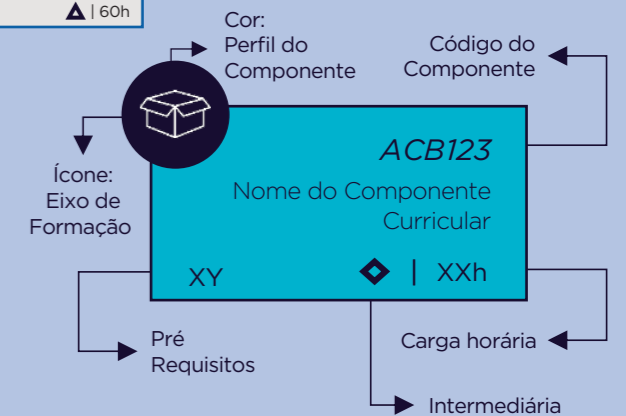 | 60h
Cor:
Perfil do
Componente
Código do
Componente
Ícone:
Eixo de
Formação
ACB123
Nome do Componente
Curricular
XY
| XXh
Pré
Requisitos
Carga horária
Intermediária